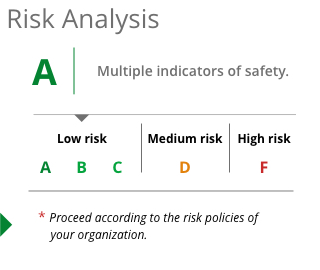 Risk Analysis
A Multiple indicators of safety.
Low risk Medium risk High risk
A B C D F
* Proceed according to the risk policies of
your organization.